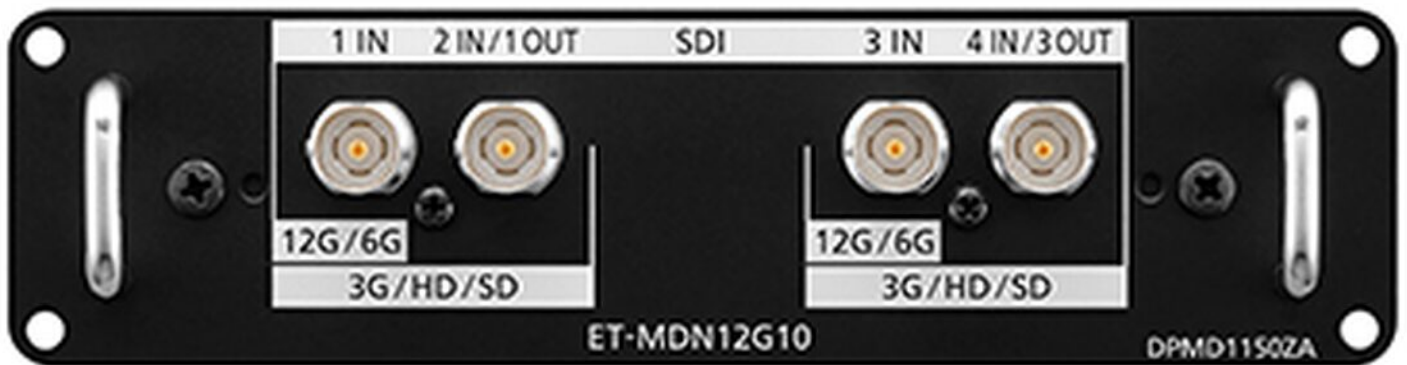 1 IN 2 IN/1 OUT SDI 3 IN 4 IN/3 OUT
12G/6G 12G/6G
3G/HD/SD 3G/HD/SD
ET-MDN12G10
DPMD1150ZA